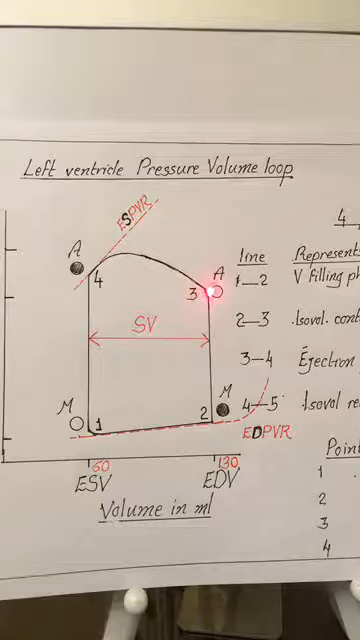 Left ventricle Pressure Volume loop
ESPVR
4
A
A
4
3
line
Represents
1—2 V filling ph
SV
2—3 Isovol. cont
3—4 Ejection
M
M
4—5 Isovol re
1
2
EDPVR
60
130
ESV
EDV
Volume in ml
Poin
1
2
3
4